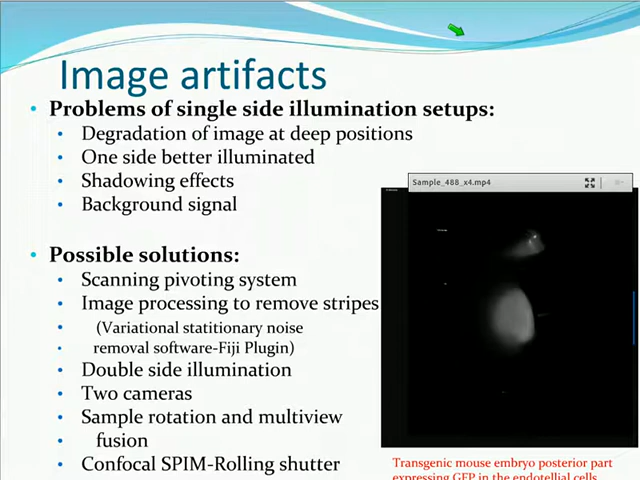 Image artifacts
Problems of single side illumination setups:
Degradation of image at deep positions
One side better illuminated
Shadowing effects
Background signal
Sample_488_x4.mp4
Possible solutions:
Scanning pivoting system
Image processing to remove stripes
(Variational statitionary noise
removal software-Fiji Plugin)
Double side illumination
Two cameras
Sample rotation and multiview
fusion
Confocal SPIM-Rolling shutter
Transgenic mouse embryo posterior part
expressing GFP in the endotellial cells